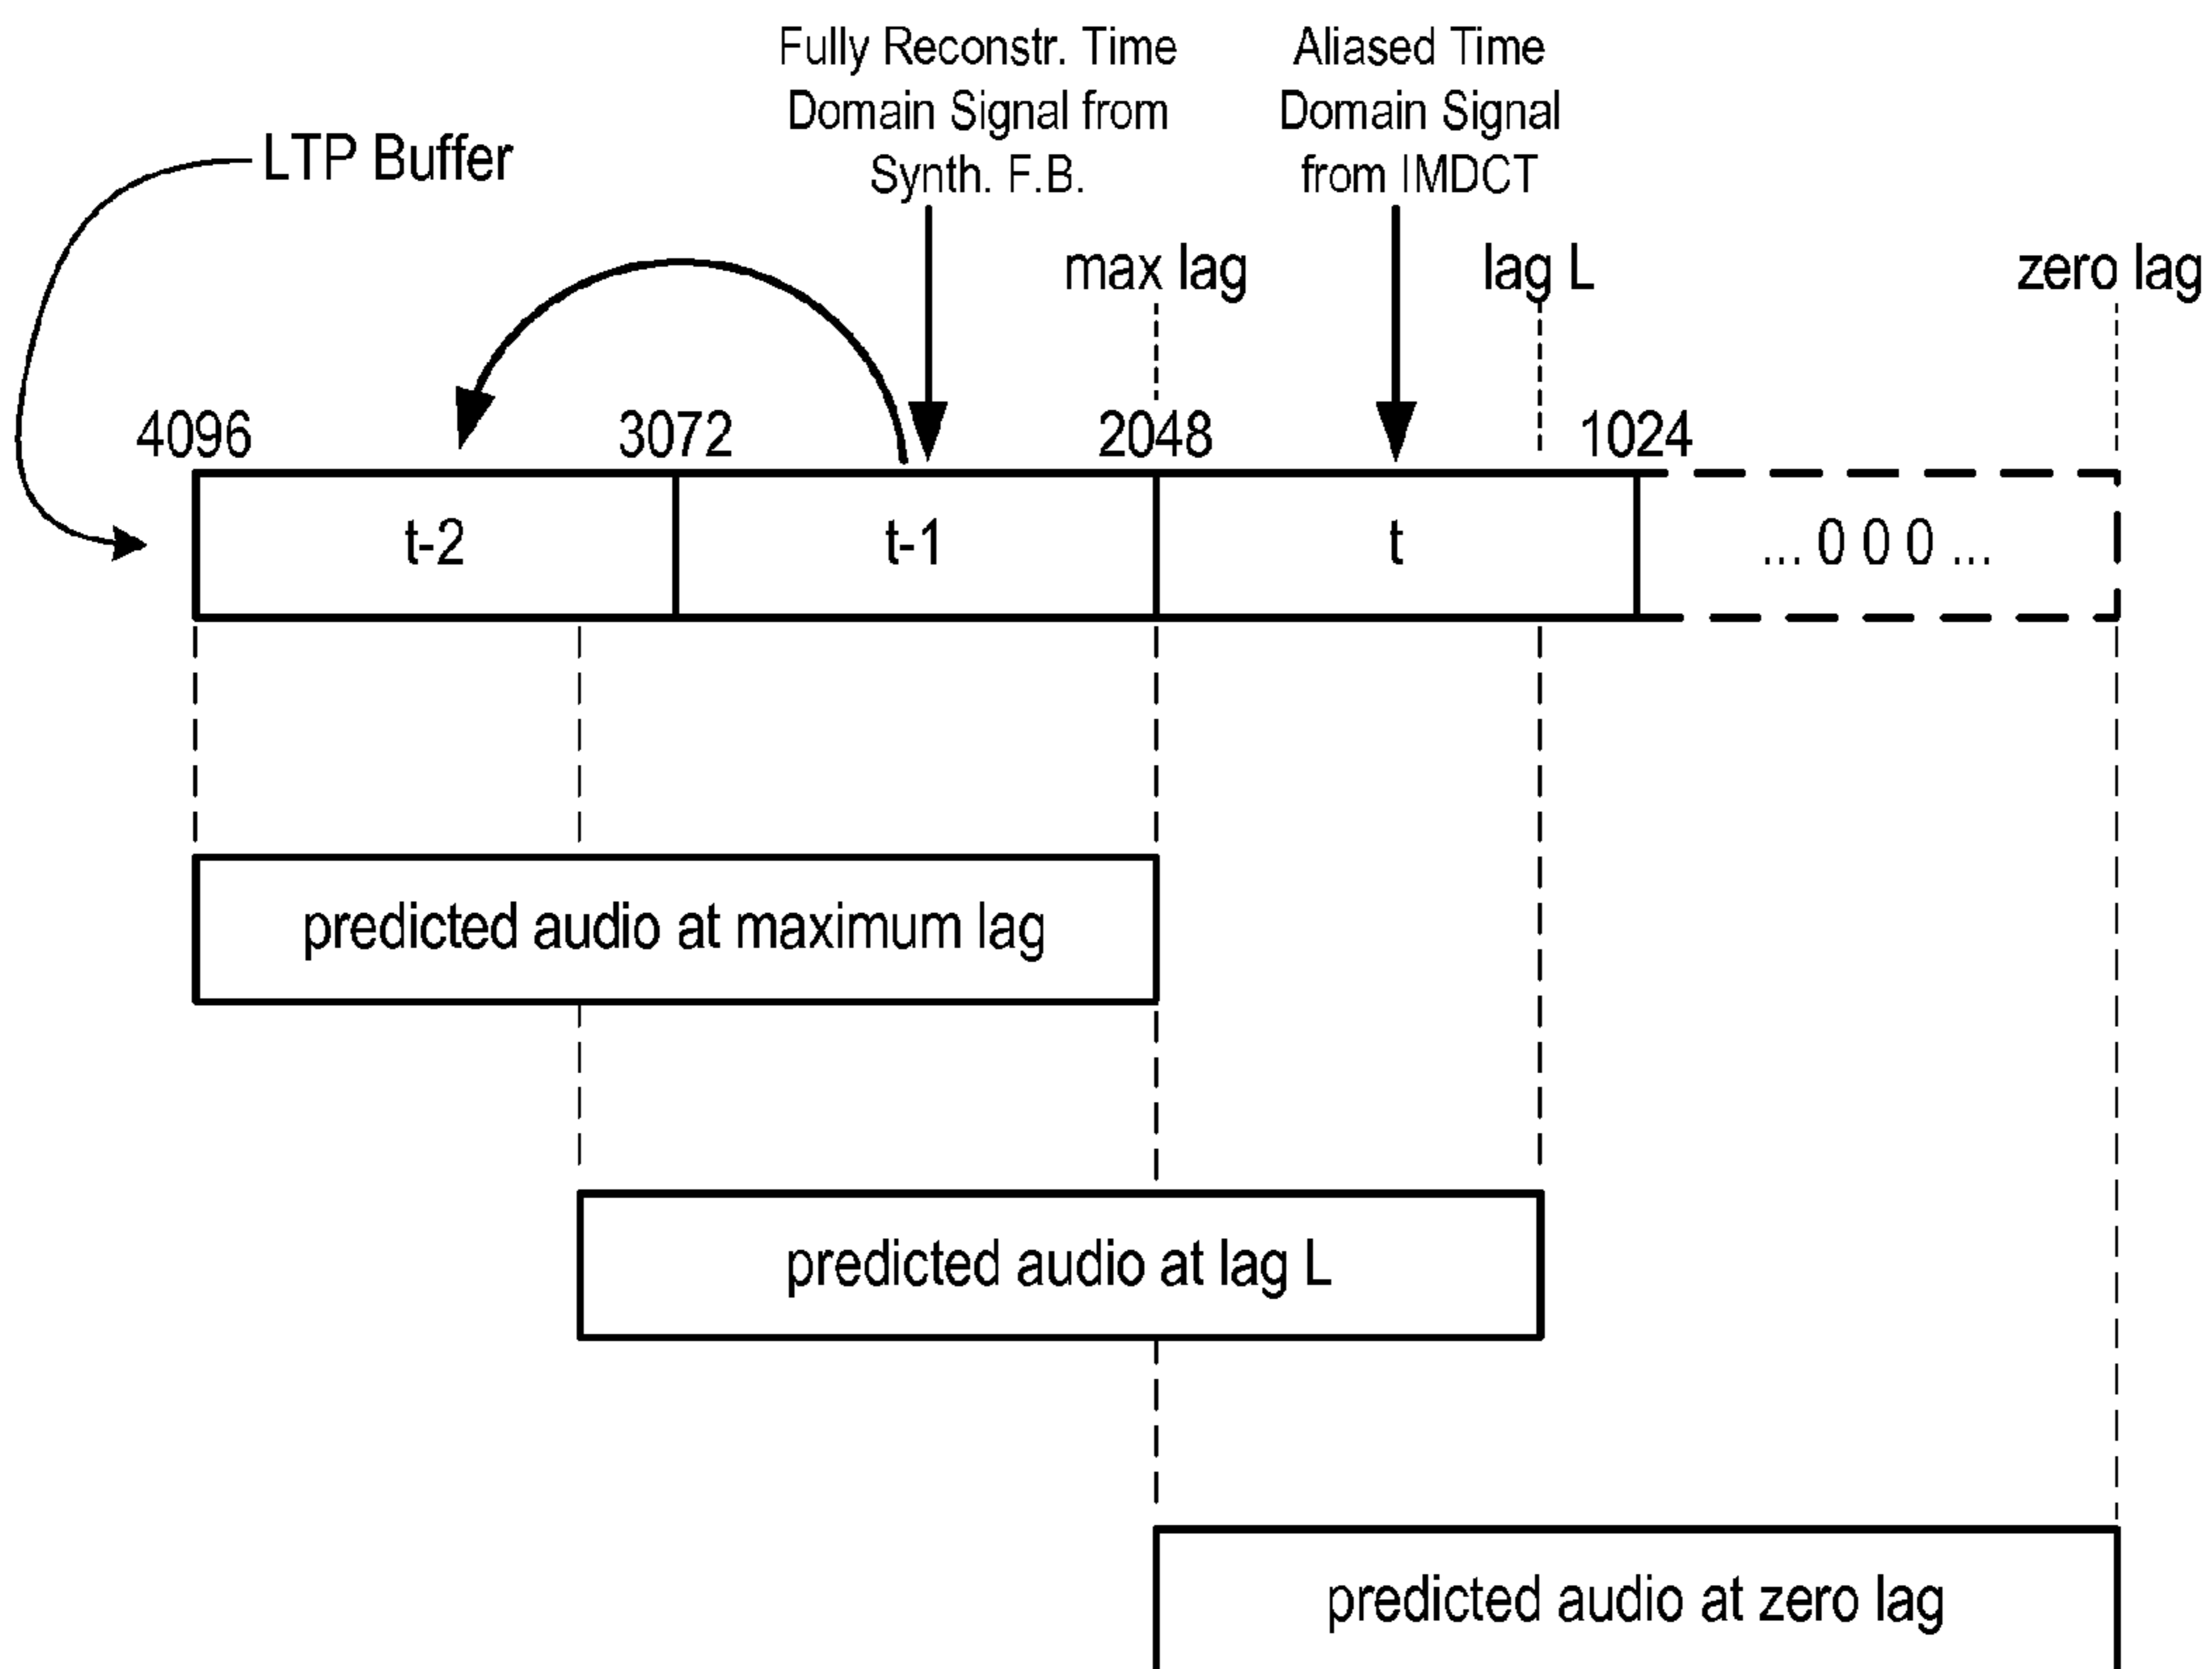 Fully Reconstr. Time
Domain Signal from
Synth. F.B.
Aliased Time
Domain Signal
from IMDCT
LTP Buffer
max lag
lag L
zero lag
4096
3072
2048
1024
t-2
t-1
t
... 0 0 0 ...
predicted audio at maximum lag
predicted audio at lag L
predicted audio at zero lag